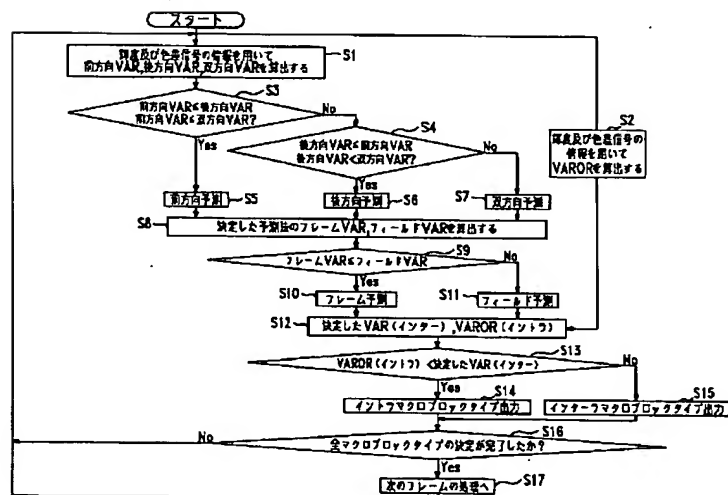 スタート
S1
輝度及び色差信号の情報を用いて
前方向VAR,後方向VAR,双方向VARを算出する
S3
前方向VAR≤後方向VAR
前方向VAR≤双方向VAR?
No
Yes
S4
後方向VAR≤前方向VAR
後方向VAR<双方向VAR?
No
Yes
S2
輝度及び色差信号の
情報を用いて
VARORを算出する
前方向予測
S5
後方向予測
S6
S7
双方向予測
S8
決定した予測法のフレームVAR,フィールドVARを算出する
S9
フレームVAR≤フィールドVAR
No
Yes
S10
フレーム予測
S11
フィールド予測
S12
決定したVAR(インター),VAROR(イントラ)
S13
VAROR(イントラ)<決定したVAR(インター)
No
Yes
S14
イントラマクロブロックタイプ出力
S15
インターラマクロブロックタイプ出力
S16
全マクロブロックタイプの決定が完了したか?
No
Yes
S17
次のフレームの処理へ